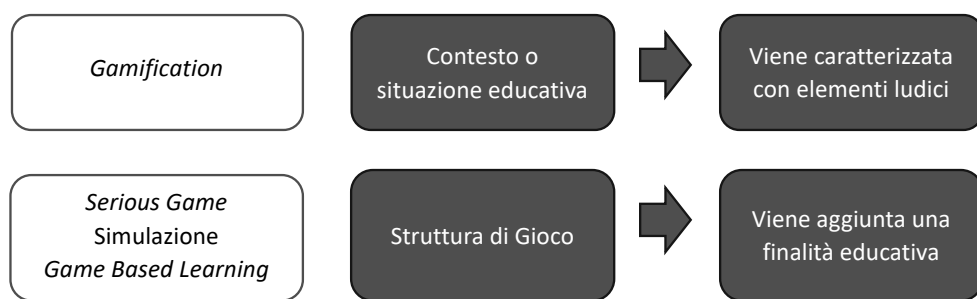 Gamification
Contesto o
situazione educativa
Viene caratterizzata
con elementi ludici
Serious Game
Simulazione
Game Based Learning
Struttura di Gioco
Viene aggiunta una
finalità educativa